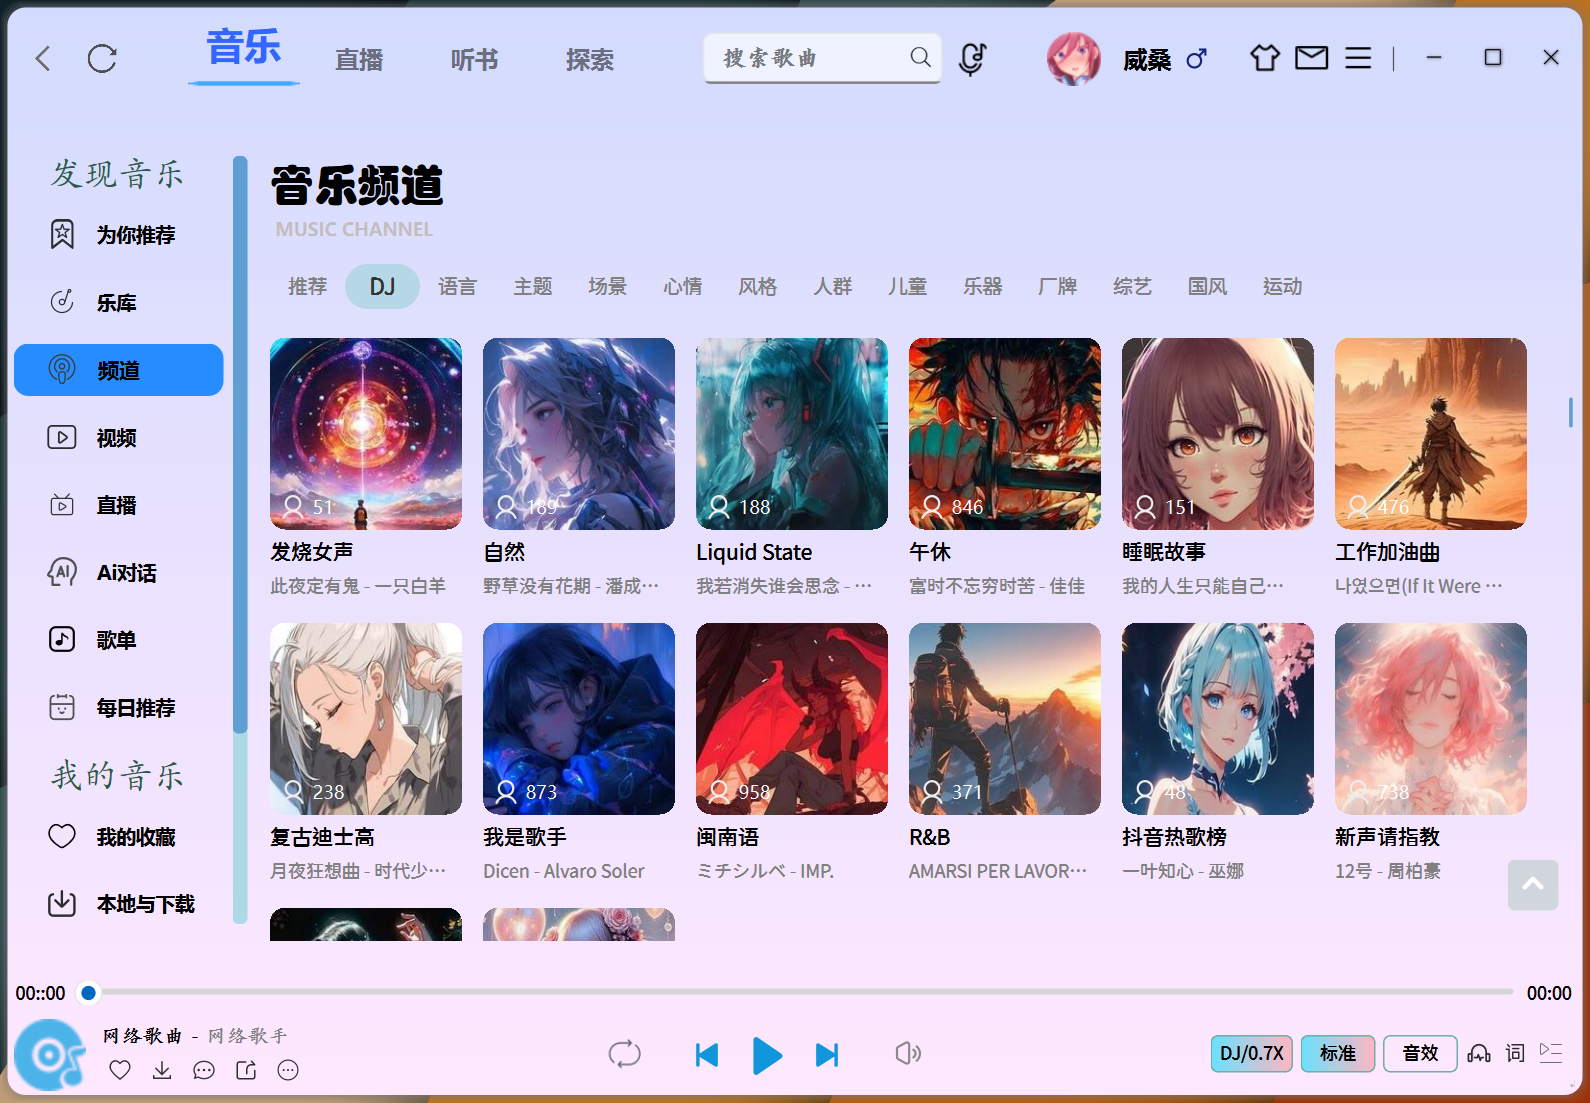 音乐 直播 听书 探索 搜索歌曲 威桑
发现音乐
为你推荐
乐库
频道
视频
直播
Ai对话
歌单
每日推荐
我的音乐
我的收藏
本地与下载
音乐频道
MUSIC CHANNEL
推荐 DJ 语言 主题 场景 心情 风格 人群 儿童 乐器 厂牌 综艺 国风 运动
51 189 188 846 151 476
发烧女声 自然 Liquid State 午休 睡眠故事 工作加油曲
此夜定有鬼 - 一只白羊 野草没有花期 - 潘成… 我若消失谁会思念 - … 富时不忘穷时苦 - 佳佳 我的人生只能自己… 나였으면(If It Were …
238 873 958 371 48 738
复古迪士高 我是歌手 闽南语 R&B 抖音热歌榜 新声请指教
月夜狂想曲 - 时代少… Dicen - Alvaro Soler ミチシルベ - IMP. AMARSI PER LAVOR… 一叶知心 - 巫娜 12号 - 周柏豪
00::00 00:00
网络歌曲 - 网络歌手
DJ/0.7X 标准 音效 词